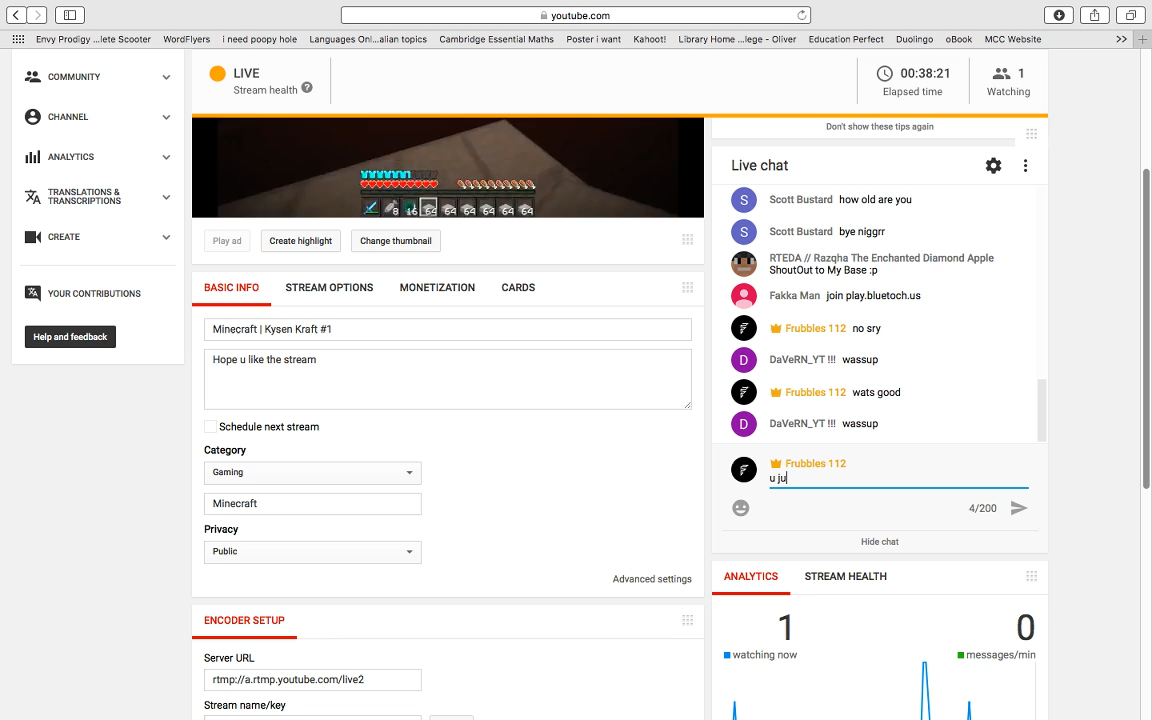 youtube.com
Envy Prodigy ...lete Scooter WordFlyers i need poopy hole Languages Onl...alian topics Cambridge Essential Maths Poster i want Kahoot! Library Home ...lege - Oliver Education Perfect Duolingo oBook MCC Website >>
COMMUNITY
CHANNEL
ANALYTICS
TRANSLATIONS &
TRANSCRIPTIONS
CREATE
YOUR CONTRIBUTIONS
Help and feedback
LIVE
Stream health ?
00:38:21
Elapsed time
1
Watching
8 16 64 64 64 64 64 64
Play ad Create highlight Change thumbnail
BASIC INFO STREAM OPTIONS MONETIZATION CARDS
Minecraft | Kysen Kraft #1
Hope u like the stream
Schedule next stream
Category
Gaming
Minecraft
Privacy
Public
Advanced settings
ENCODER SETUP
Server URL
rtmp://a.rtmp.youtube.com/live2
Stream name/key
Don't show these tips again
Live chat
S Scott Bustard how old are you
S Scott Bustard bye niggrr
RTEDA // Razqha The Enchanted Diamond Apple
ShoutOut to My Base :p
Fakka Man join play.bluetoch.us
Frubbles 112 no sry
D DaVeRN_YT !!! wassup
Frubbles 112 wats good
D DaVeRN_YT !!! wassup
Frubbles 112
u ju
4/200
Hide chat
ANALYTICS STREAM HEALTH
1
watching now
0
messages/min